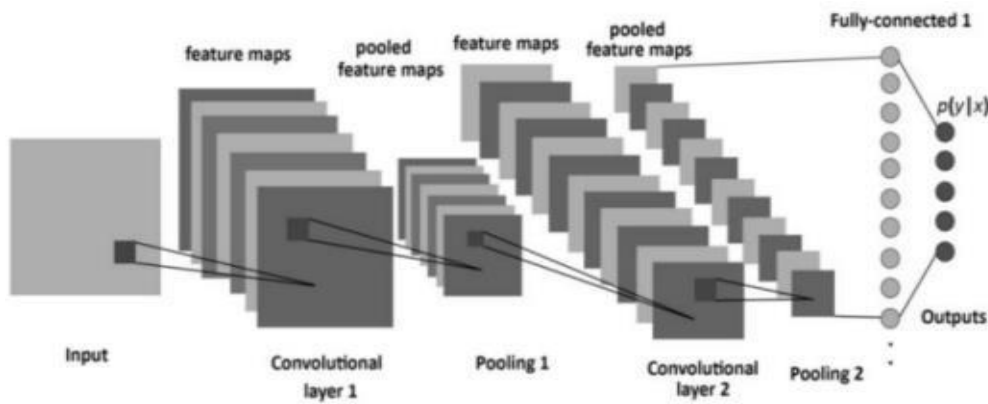 Fully-connected 1
feature maps
pooled
feature maps
feature maps
pooled
feature maps
p(y|x)
Outputs
Input
Convolutional
layer 1
Pooling 1
Convolutional
layer 2
Pooling 2